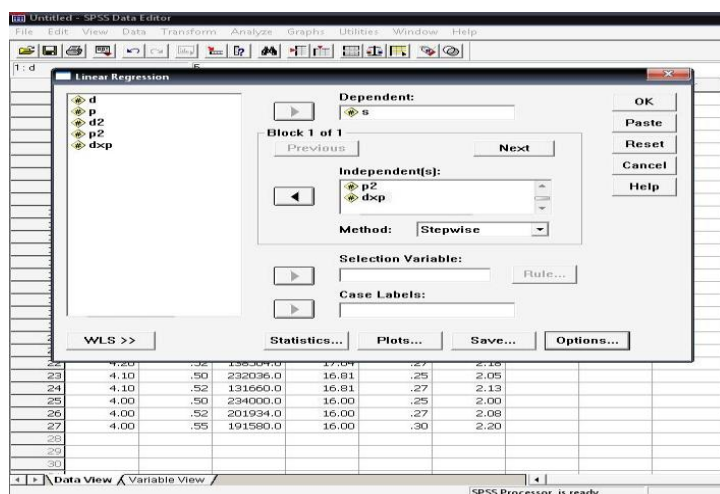 Untitled - SPSS Data Editor
File Edit View Data Transform Analyze Graphs Utilities Window Help
1 : d
Linear Regression
d
p
d2
p2
dxp
Dependent:
s
Block 1 of 1
Previous Next
Independent(s):
p2
dxp
Method: Stepwise
Selection Variable:
Rule...
Case Labels:
WLS >> Statistics... Plots... Save... Options...
OK
Paste
Reset
Cancel
Help
23 4.10 .50 232036.0 16.81 .25 2.05
24 4.10 .52 131660.0 16.81 .27 2.13
25 4.00 .50 234000.0 16.00 .25 2.00
26 4.00 .52 201934.0 16.00 .27 2.08
27 4.00 .55 191580.0 16.00 .30 2.20
28
29
30
Data View Variable View
SPSS Processor is ready